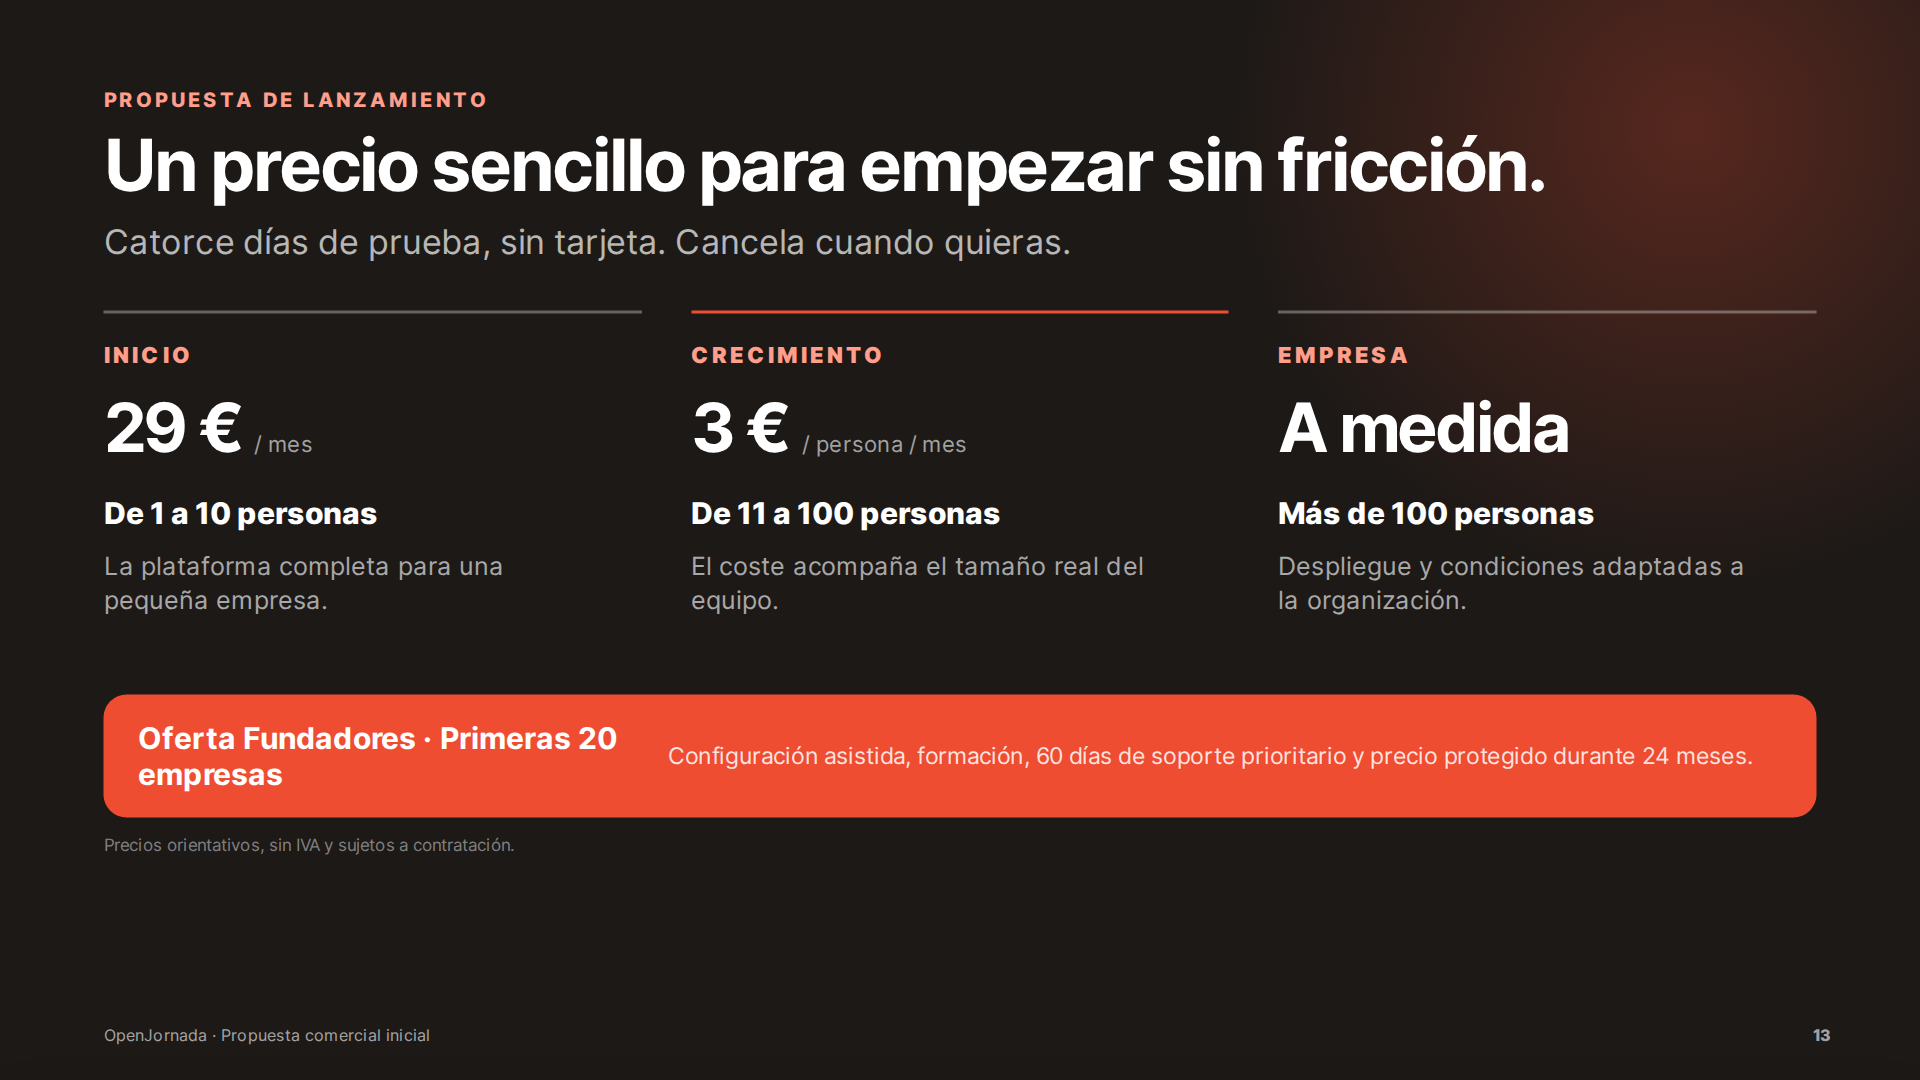 PROPUESTA DE LANZAMIENTO
Un precio sencillo para empezar sin fricción.
Catorce días de prueba, sin tarjeta. Cancela cuando quieras.
INICIO
29 € / mes
De 1 a 10 personas
La plataforma completa para una
pequeña empresa.
CRECIMIENTO
3 € / persona / mes
De 11 a 100 personas
El coste acompaña el tamaño real del
equipo.
EMPRESA
A medida
Más de 100 personas
Despliegue y condiciones adaptadas a
la organización.
Oferta Fundadores · Primeras 20
empresas
Configuración asistida, formación, 60 días de soporte prioritario y precio protegido durante 24 meses.
Precios orientativos, sin IVA y sujetos a contratación.
OpenJornada · Propuesta comercial inicial
13